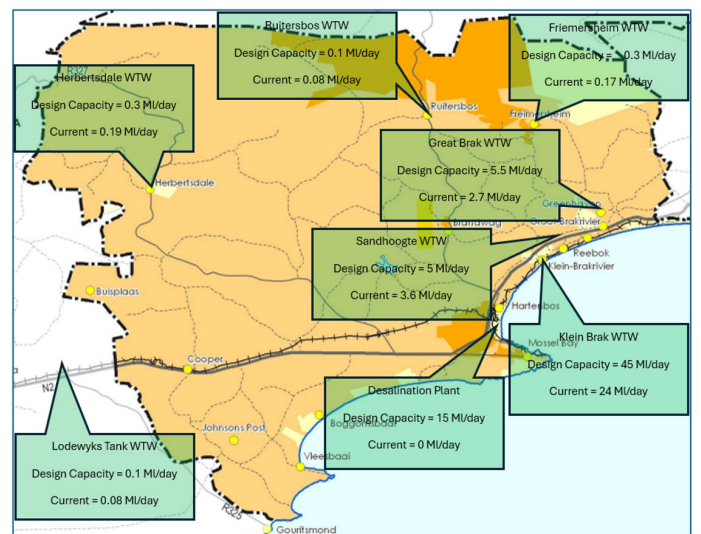 Ruitersbos WTW
Design Capacity = 0.1 Ml/day
Current = 0.08 Ml/day
Friemersheim WTW
Design Capacity = 0.3 Ml/day
Current = 0.17 Ml/day
R327
Herbertsdale WTW
Design Capacity = 0.3 Ml/day
Current = 0.19 Ml/day
Ruitersbos
Freimersheim
Great Brak WTW
Design Capacity = 5.5 Ml/day
Current = 2.7 Ml/day
Herbertsdale
Greenhaven
Groot-Brakrivier
Brandwag
Sandhoogte WTW
Design Capacity = 5 Ml/day
Current = 3.6 Ml/day
Reebok
Klein-Brakrivier
Buisplaas
Hartenbos
Klein Brak WTW
Design Capacity = 45 Ml/day
Current = 24 Ml/day
Mossel Bay
Cooper
N2
Desalination Plant
Design Capacity = 15 Ml/day
Current = 0 Ml/day
Boggomsbaai
Johnsons Post
Vleesbaai
Lodewyks Tank WTW
Design Capacity = 0.1 Ml/day
Current = 0.08 Ml/day
R325
Gouritsmond